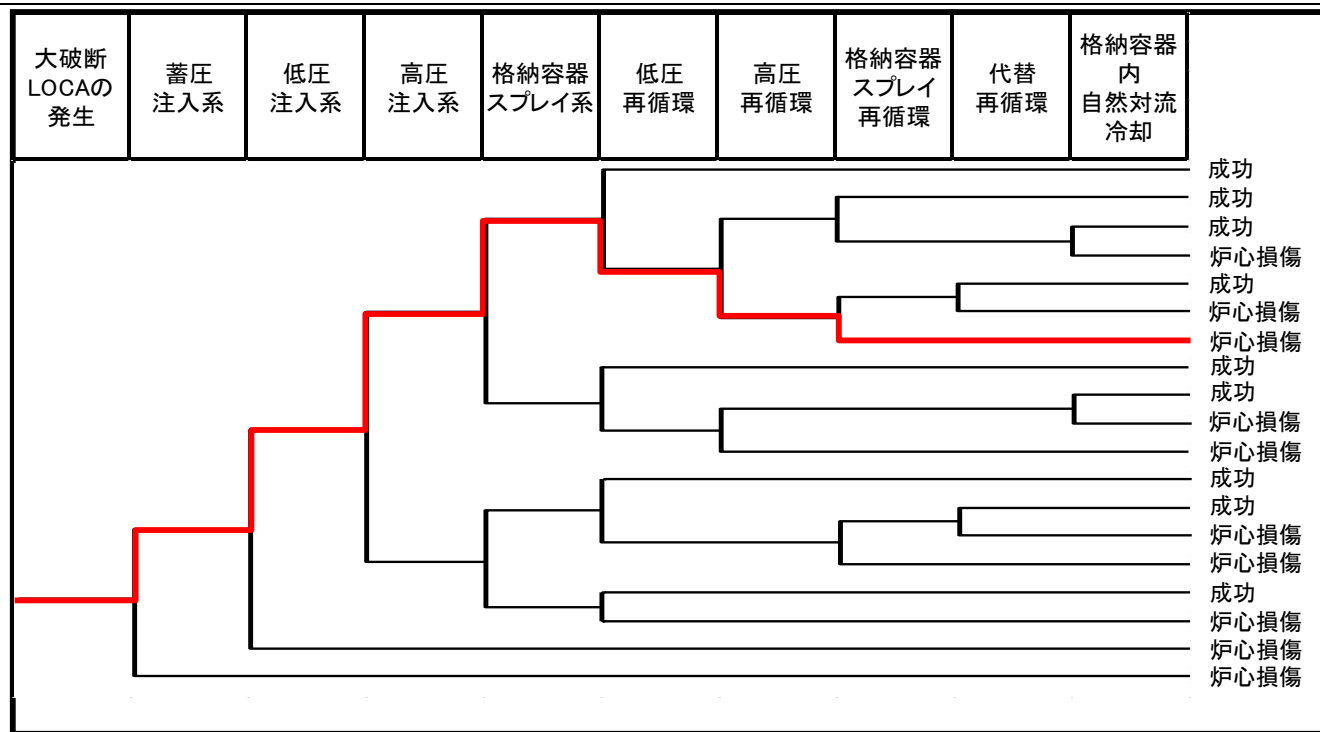 大破断
LOCAの
発生
蓄圧
注入系
低圧
注入系
高圧
注入系
格納容器
スプレイ系
低圧
再循環
高圧
再循環
格納容器
スプレイ
再循環
代替
再循環
格納容器
内
自然対流
冷却
成功
成功
成功
炉心損傷
成功
炉心損傷
炉心損傷
成功
成功
炉心損傷
炉心損傷
成功
成功
炉心損傷
炉心損傷
成功
炉心損傷
炉心損傷
炉心損傷